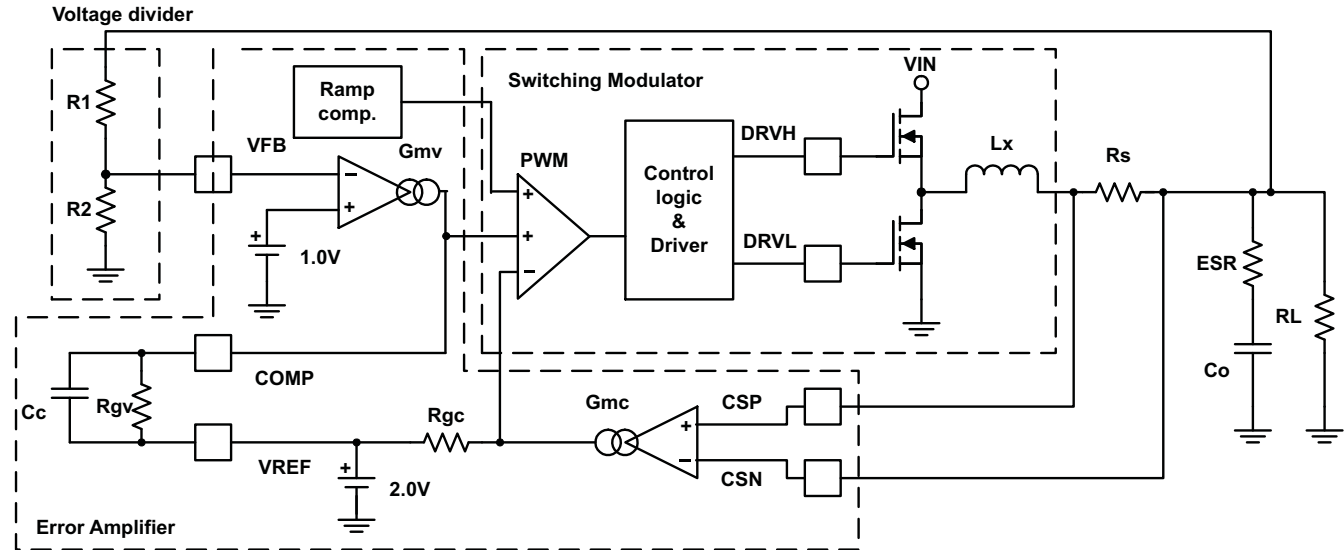 Voltage divider
R1
R2
VFB
Ramp
comp.
Gmv
−
+
+
1.0V
Switching Modulator
PWM
+
+
−
Control
logic
&
Driver
DRVH
DRVL
VIN
Lx
Rs
ESR
Co
RL
COMP
Cc
Rgv
VREF
Rgc
+
2.0V
Gmc
+
−
CSP
CSN
Error Amplifier